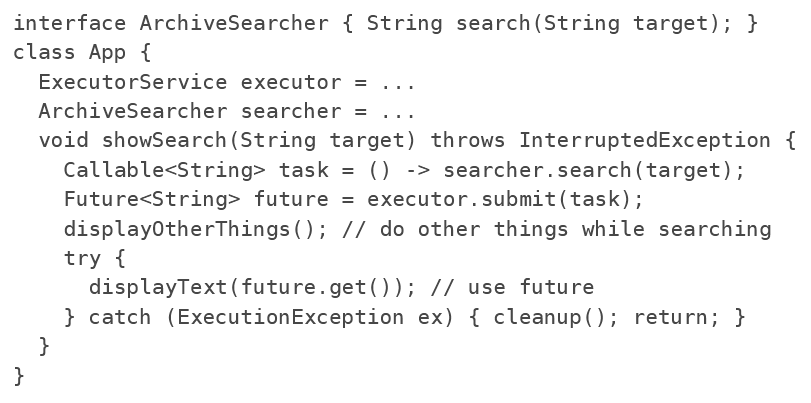 interface ArchiveSearcher { String search(String target); }
class App {
  ExecutorService executor = ...
  ArchiveSearcher searcher = ...
  void showSearch(String target) throws InterruptedException {
    Callable<String> task = () -> searcher.search(target);
    Future<String> future = executor.submit(task);
    displayOtherThings(); // do other things while searching
    try {
      displayText(future.get()); // use future
    } catch (ExecutionException ex) { cleanup(); return; }
  }
}